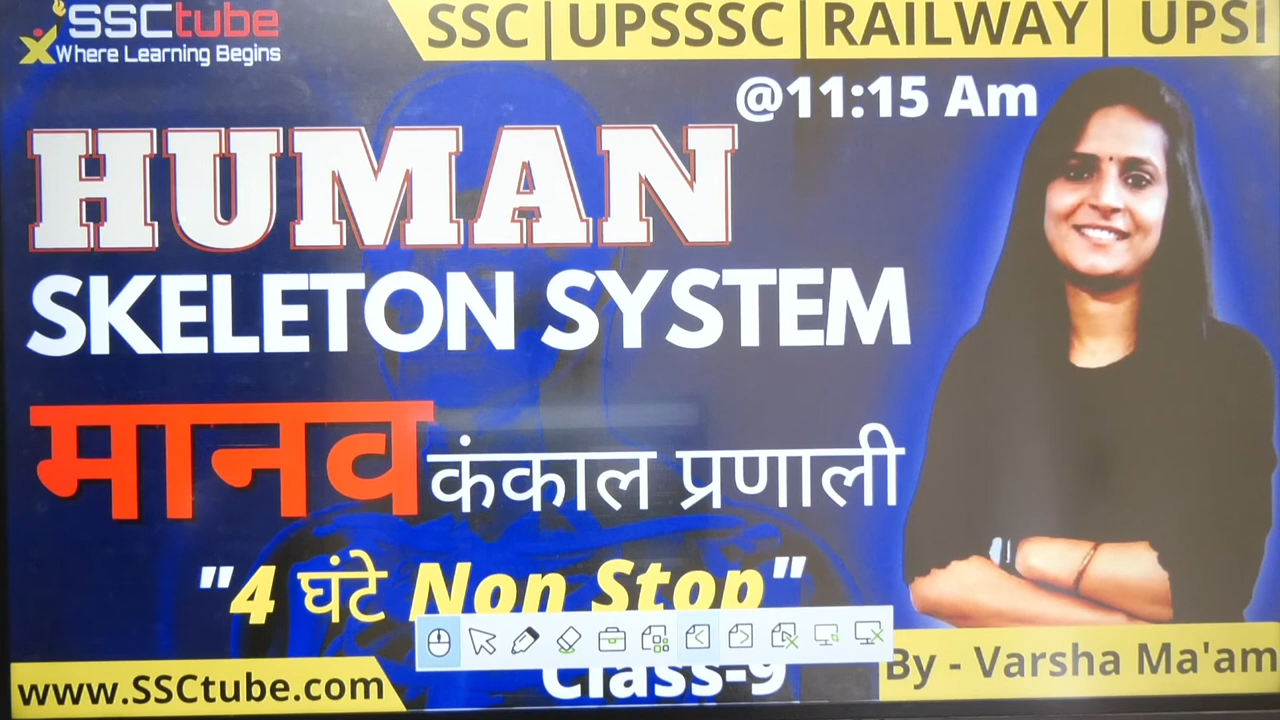 SSCtube
Where Learning Begins
SSC | UPSSSC | RAILWAY | UPSI
@11:15 Am
HUMAN
SKELETON SYSTEM
मानव कंकाल प्रणाली
"4 घंटे Non Stop"
Class-9
www.SSCtube.com
By - Varsha Ma'am